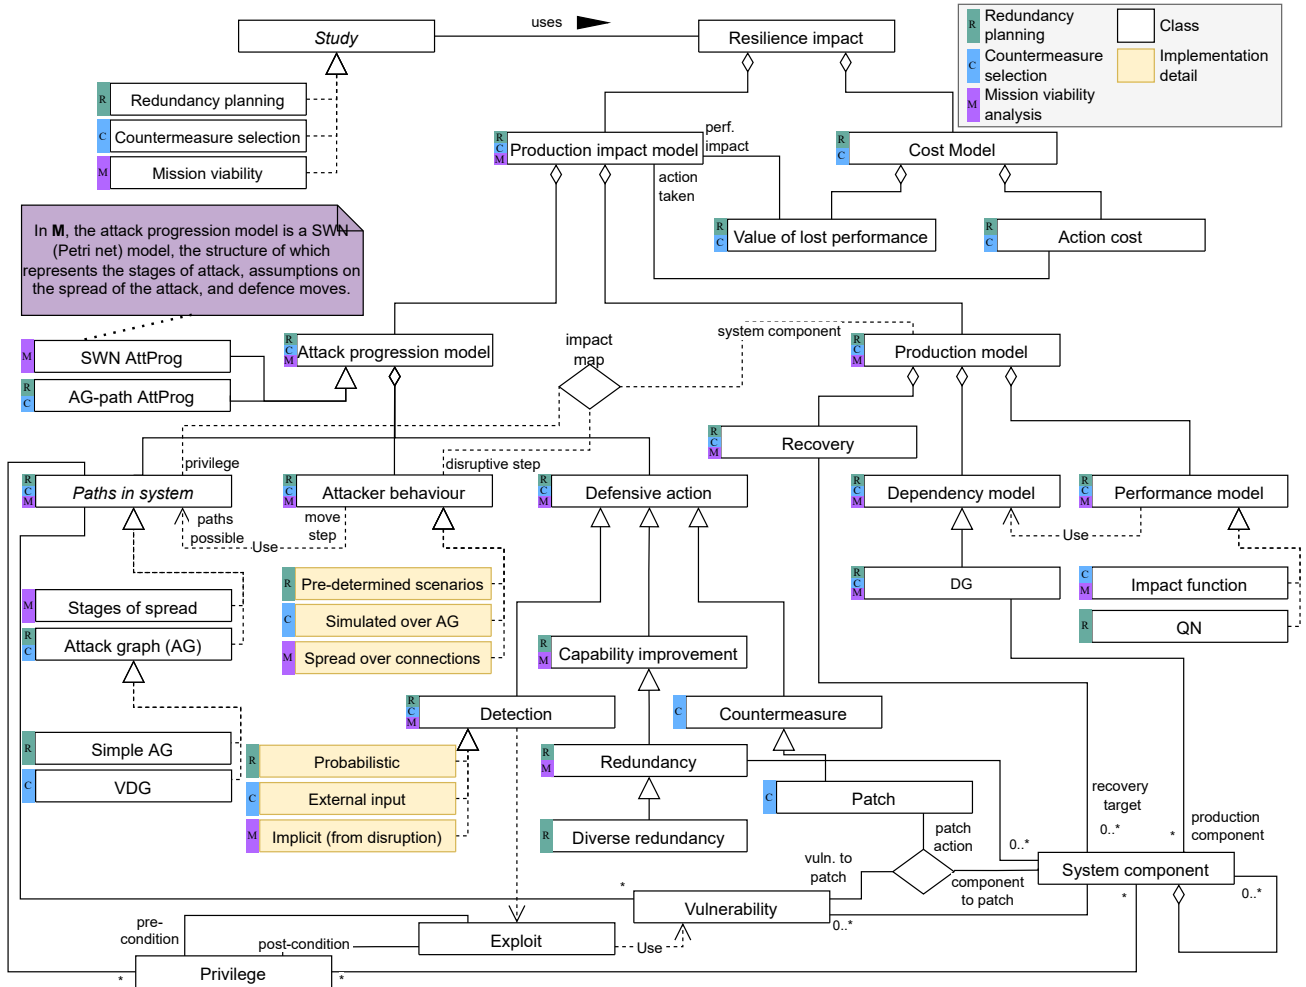 uses
Study
Resilience impact
R
Redundancy
planning
Class
C
Countermeasure
selection
Implementation
detail
M
Mission viability
analysis
R
Redundancy planning
C
Countermeasure selection
M
Mission viability
R
C
M
Production impact model
perf.
impact
action
taken
R
C
Cost Model
R
C
Value of lost performance
R
C
Action cost
In M, the attack progression model is a SWN
(Petri net) model, the structure of which
represents the stages of attack, assumptions on
the spread of the attack, and defence moves.
M
SWN AttProg
R
C
AG-path AttProg
R
C
M
Attack progression model
impact
map
system component
R
C
M
Production model
R
C
M
Recovery
privilege
disruptive step
R
C
M
Paths in system
R
C
M
Attacker behaviour
R
C
M
Defensive action
R
C
M
Dependency model
R
C
M
Performance model
paths
possible
Use
move
step
Use
R
Pre-determined scenarios
C
Simulated over AG
M
Spread over connections
R
C
M
DG
C
M
Impact function
R
QN
M
Stages of spread
R
C
Attack graph (AG)
R
M
Capability improvement
R
C
M
Detection
C
Countermeasure
R
Simple AG
C
VDG
R
Probabilistic
C
External input
M
Implicit (from disruption)
R
M
Redundancy
R
Diverse redundancy
C
Patch
recovery
target
0..*
*
production
component
patch
action
0..*
vuln. to
patch
component
to patch
System component
*
0..*
*
Vulnerability
0..*
pre-
condition
post-condition
Exploit
Use
*
Privilege
*